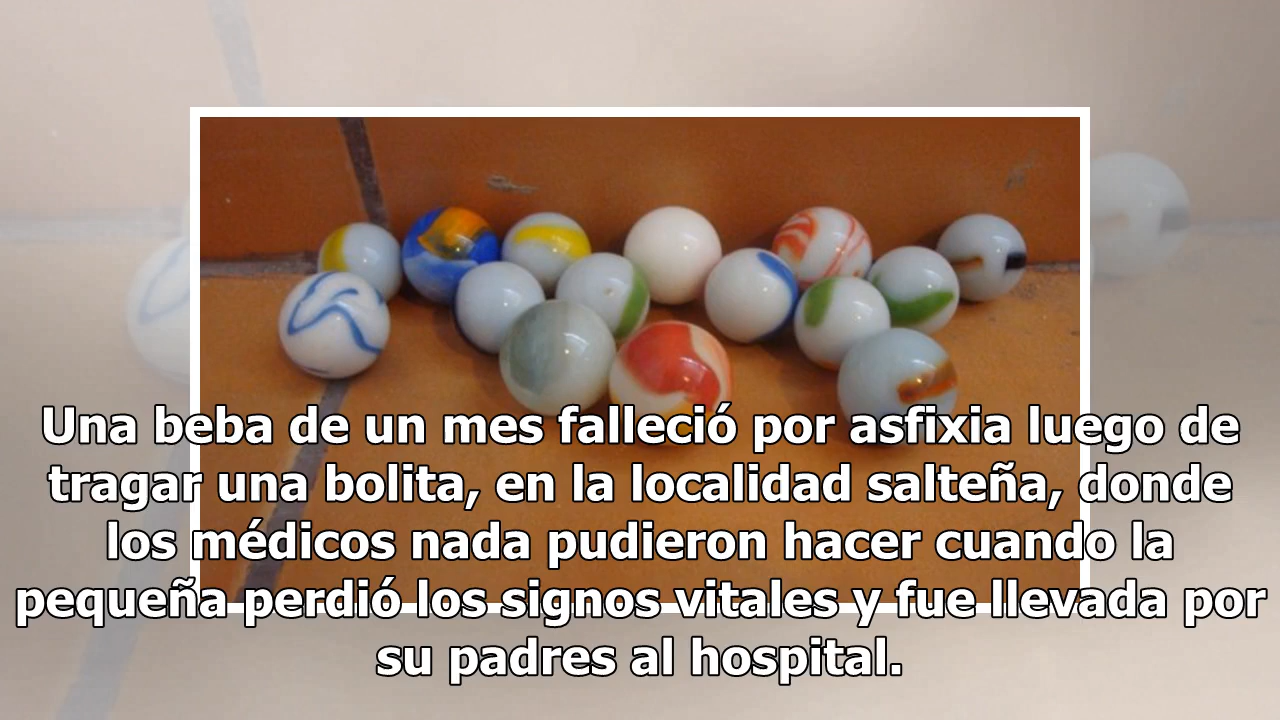 Una beba de un mes falleció por asfixia luego de
tragar una bolita, en la localidad salteña, donde
los médicos nada pudieron hacer cuando la
pequeña perdió los signos vitales y fue llevada por
su padres al hospital.